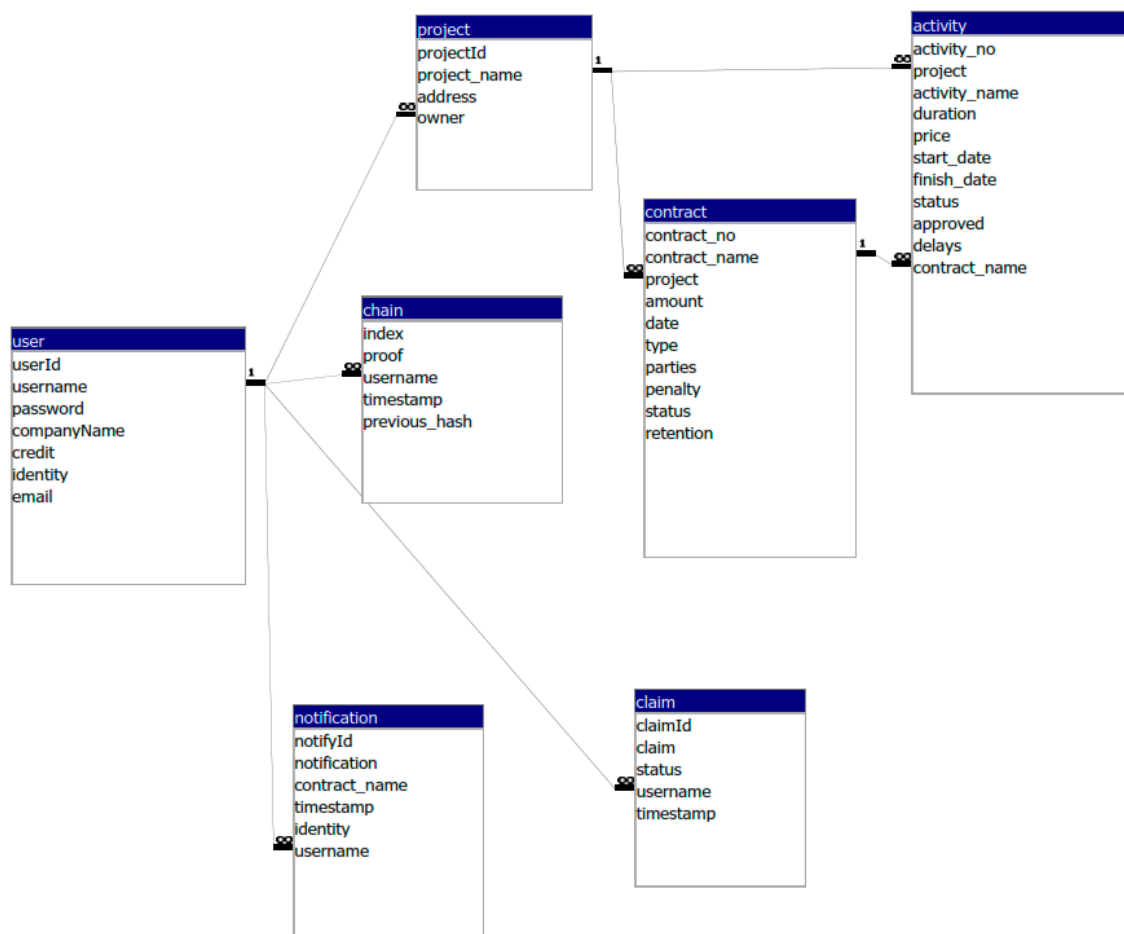 project
projectId
project_name
address
owner
1
∞
activity
activity_no
project
activity_name
duration
price
start_date
finish_date
status
approved
delays
contract_name
∞
∞
contract
contract_no
contract_name
project
amount
date
type
parties
penalty
status
retention
1
∞
chain
index
proof
username
timestamp
previous_hash
∞
user
userId
username
password
companyName
credit
identity
email
1
notification
notifyId
notification
contract_name
timestamp
identity
username
∞
claim
claimId
claim
status
username
timestamp
∞